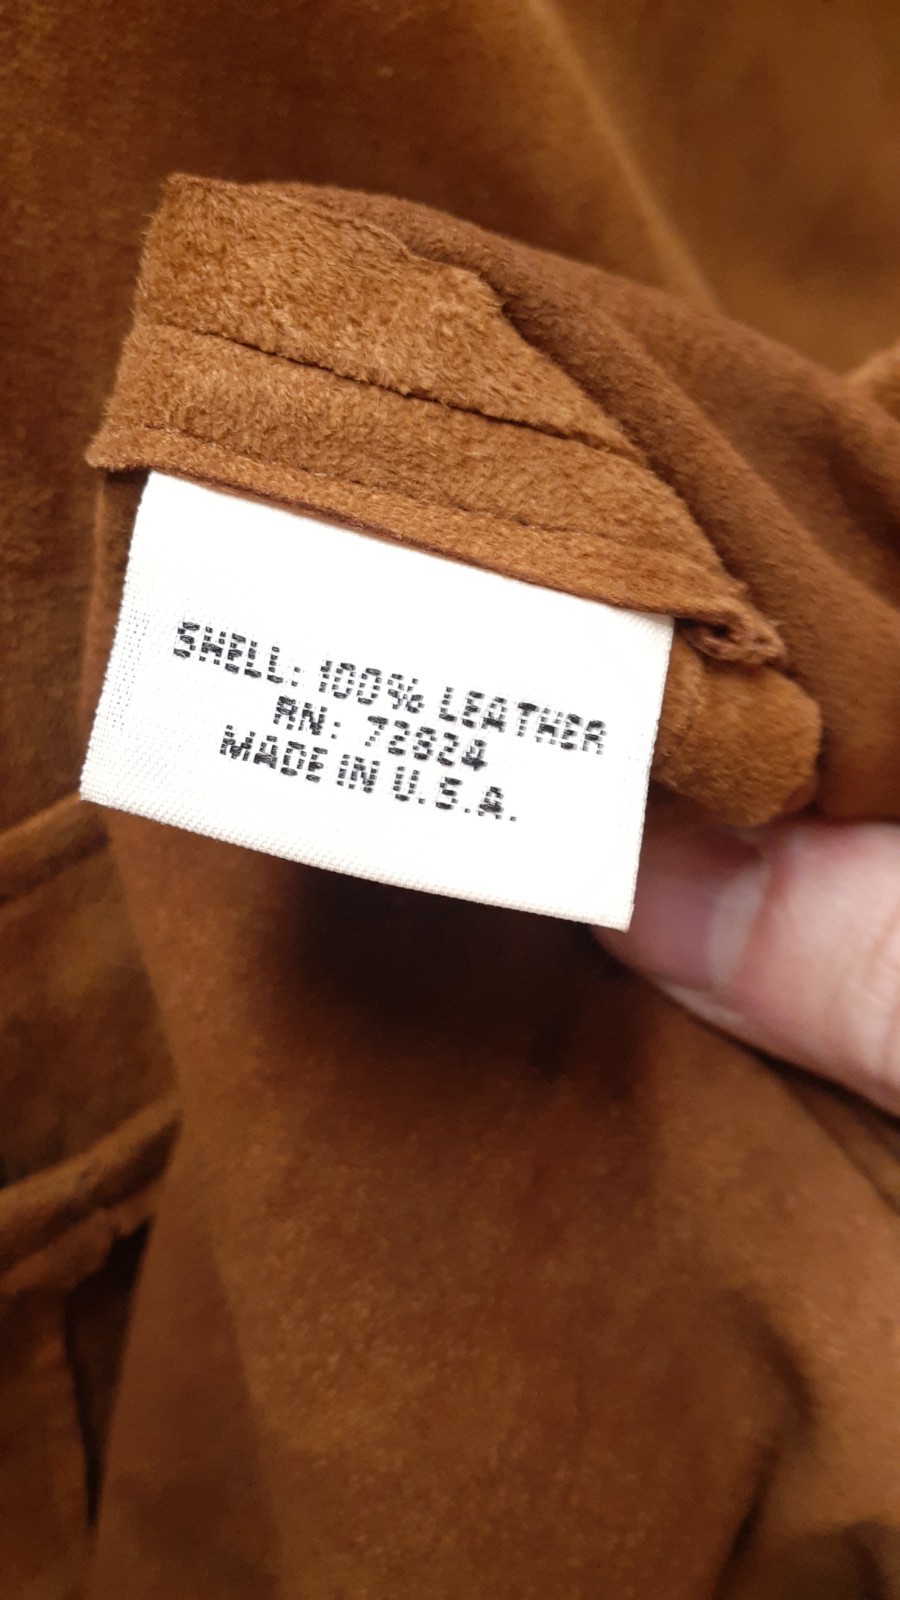 SHELL: 100% LEATHER
RN: 72824
MADE IN U.S.A.